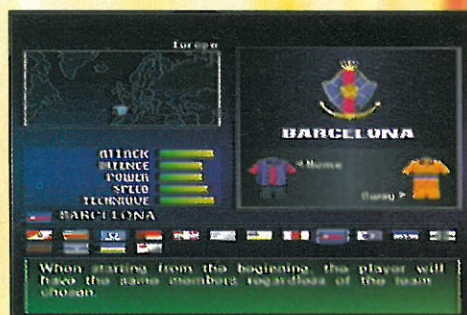 Europe
BARCELONA
Home
Away
ATTACK
DEFENCE
POWER
SPEED
TECHNIQUE
BARCELONA
When starting from the beginning, the player will
have the same members regardless of the team
chosen.